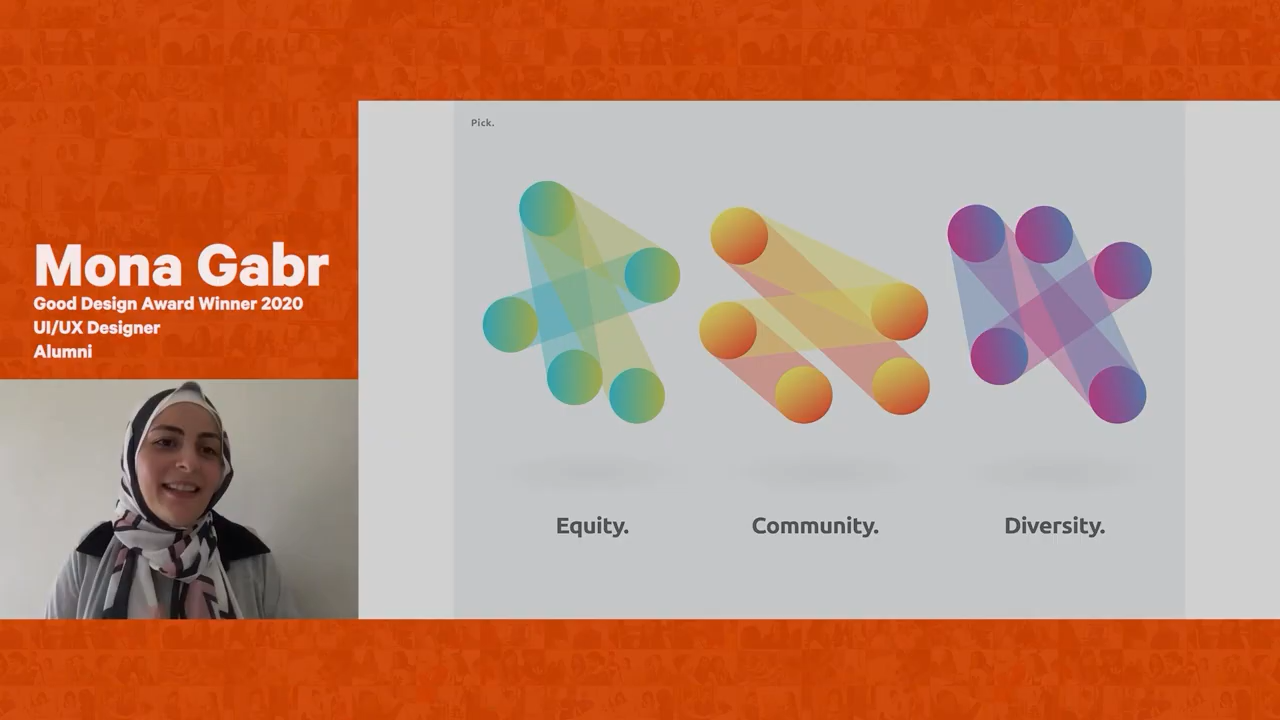 Mona Gabr
Good Design Award Winner 2020
UI/UX Designer
Alumni
Pick.
Equity.
Community.
Diversity.